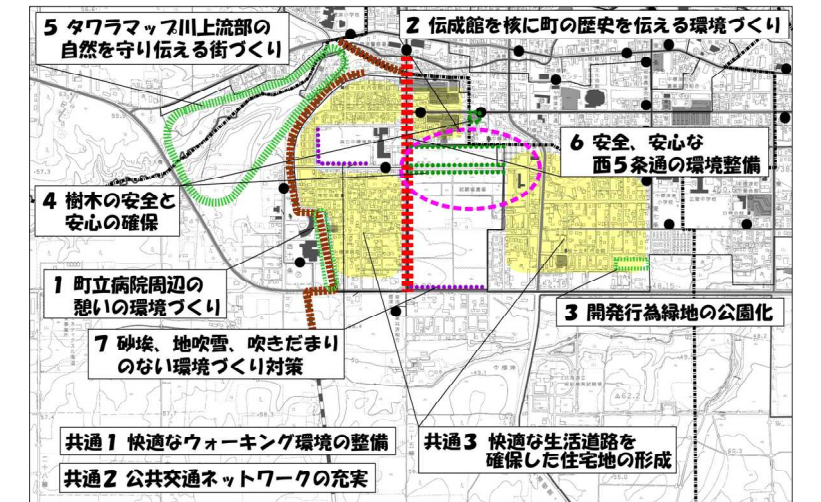 5 タワラマップ川上流部の
自然を守り伝える街づくり
2 伝成館を核に町の歴史を伝える環境づくり
6 安全、安心な
西5条通の環境整備
4 樹木の安全と
安心の確保
1 町立病院周辺の
憩いの環境づくり
3 開発行為緑地の公園化
7 砂埃、地吹雪、吹きだまり
のない環境づくり対策
共通1 快適なウォーキング環境の整備
共通2 公共交通ネットワークの充実
共通3 快適な生活道路を
確保した住宅地の形成